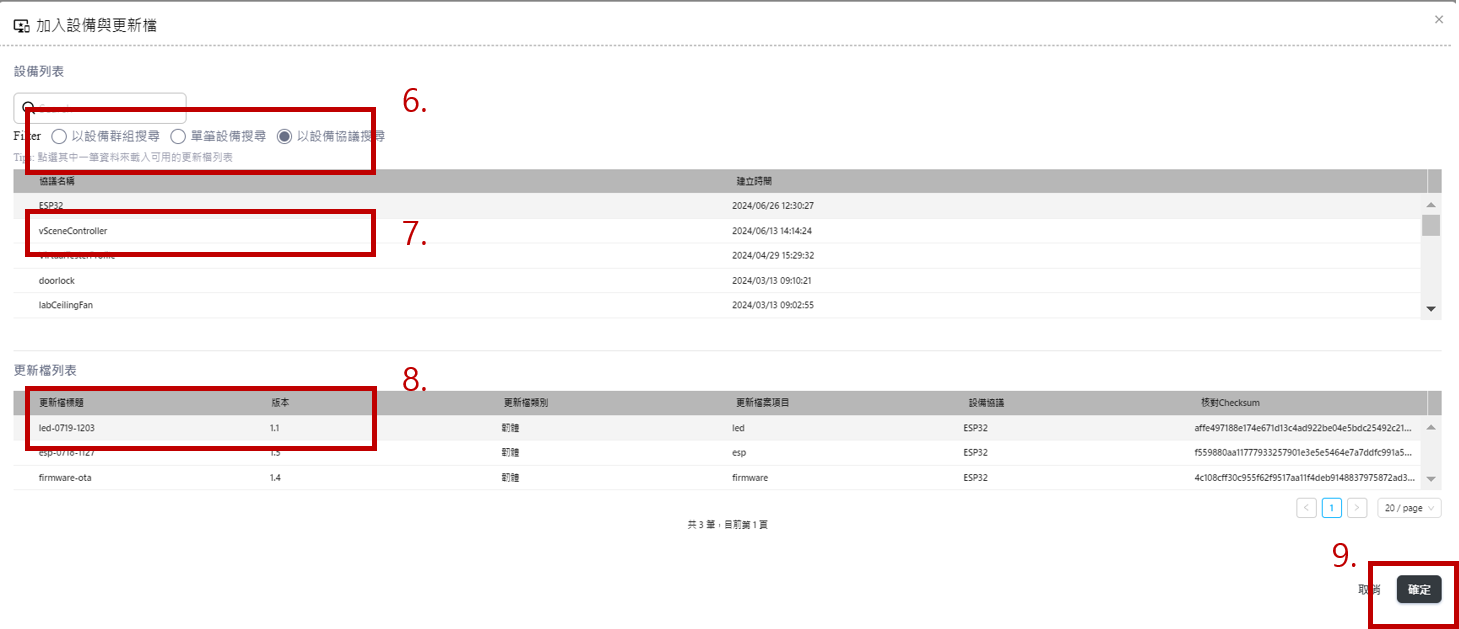 加入設備與更新檔
設備列表
6.
Filter 以設備群組搜尋 單筆設備搜尋 以設備協議搜尋
Tips: 點選其中一筆資料來載入可用的更新檔列表
協議名稱 建立時間
ESP32 2024/06/26 12:30:27
vSceneController 2024/06/13 14:14:24
7.
2024/04/29 15:29:32
doorlock 2024/03/13 09:10:21
labCeilingFan 2024/03/13 09:02:55
更新檔列表
8.
更新檔標題 版本 更新檔類別 更新檔案項目 設備協議 核對Checksum
led-0719-1203 1.1 韌體 led ESP32 affe497188e174e671d13c4ad922be04e5bdc25492c21...
esp-0718-1127 1.3 韌體 esp ESP32 f559880aa11777933257901e3e5e5464e7a7ddfc991a5...
firmware-ota 1.4 韌體 firmware ESP32 4c108cff30c955f62f9517aa11f4deb9148837975872ad3...
< 1 > 20 / page
共 3 筆，目前第 1 頁
9.
取消 確定